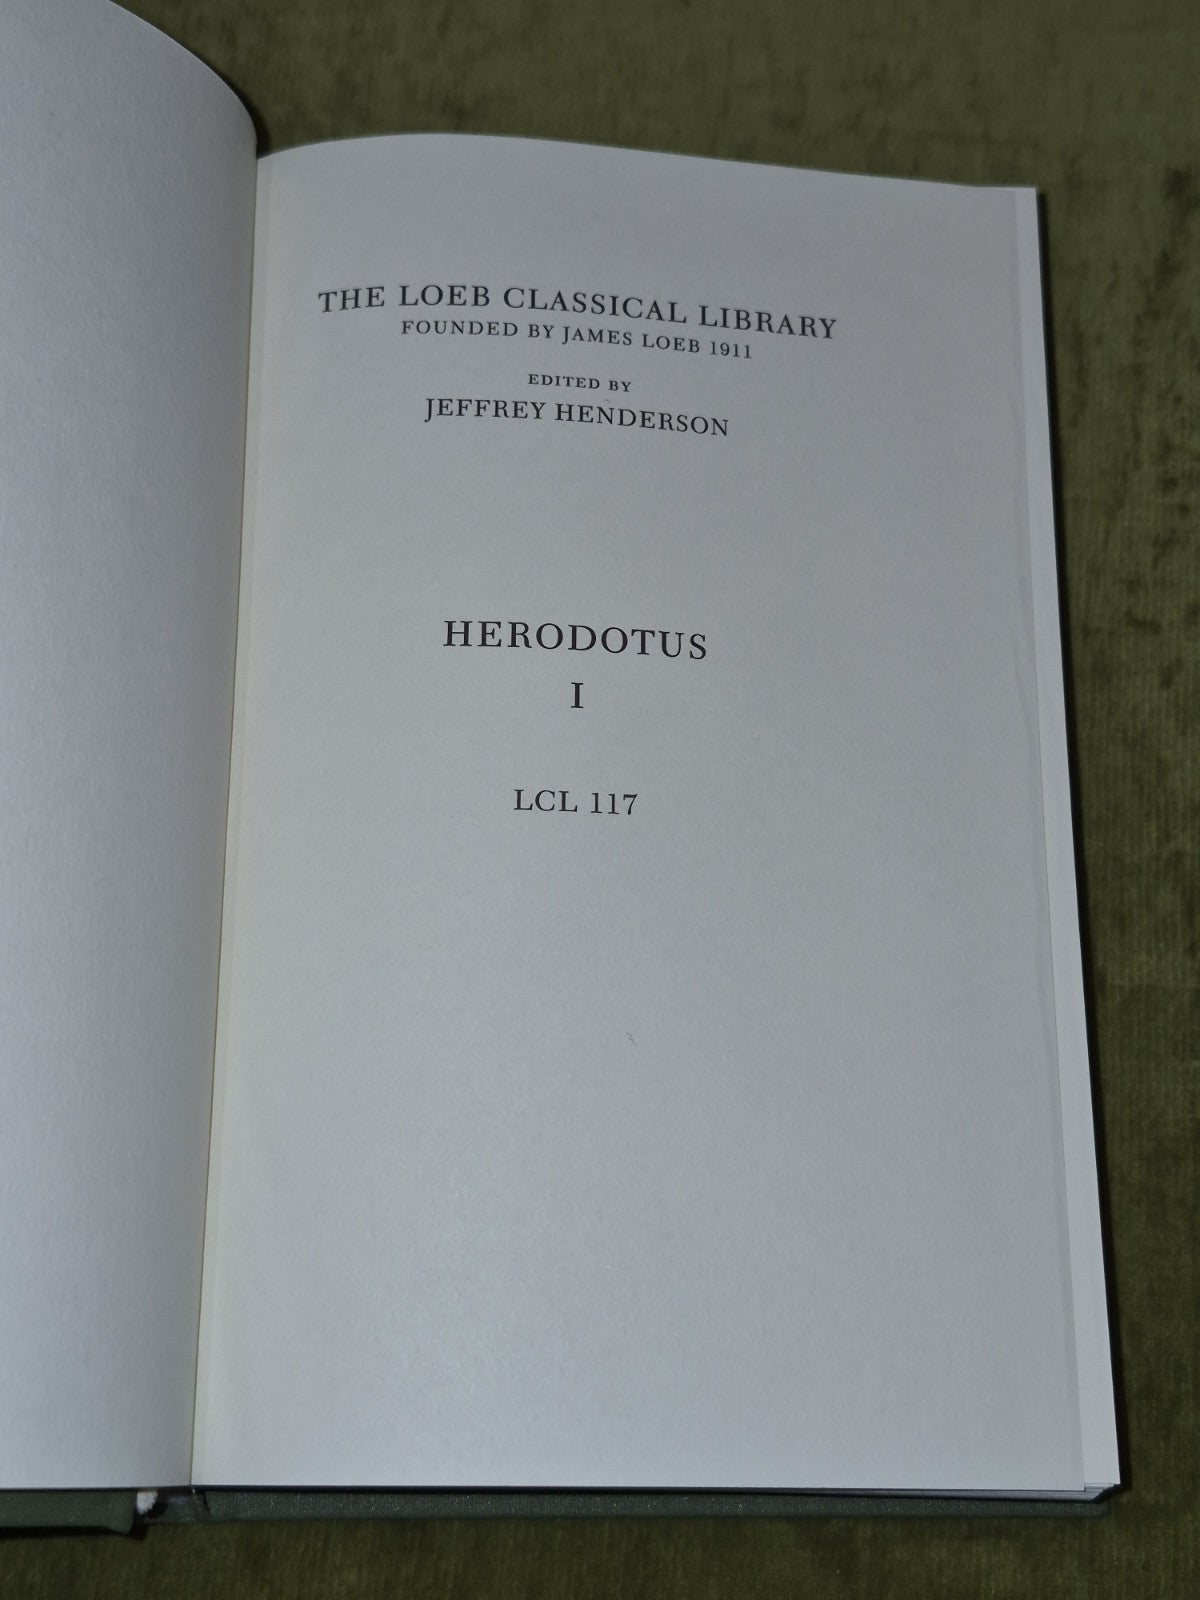 THE LOEB CLASSICAL LIBRARY
FOUNDED BY JAMES LOEB 1911
EDITED BY
JEFFREY HENDERSON
HERODOTUS
I
LCL 117